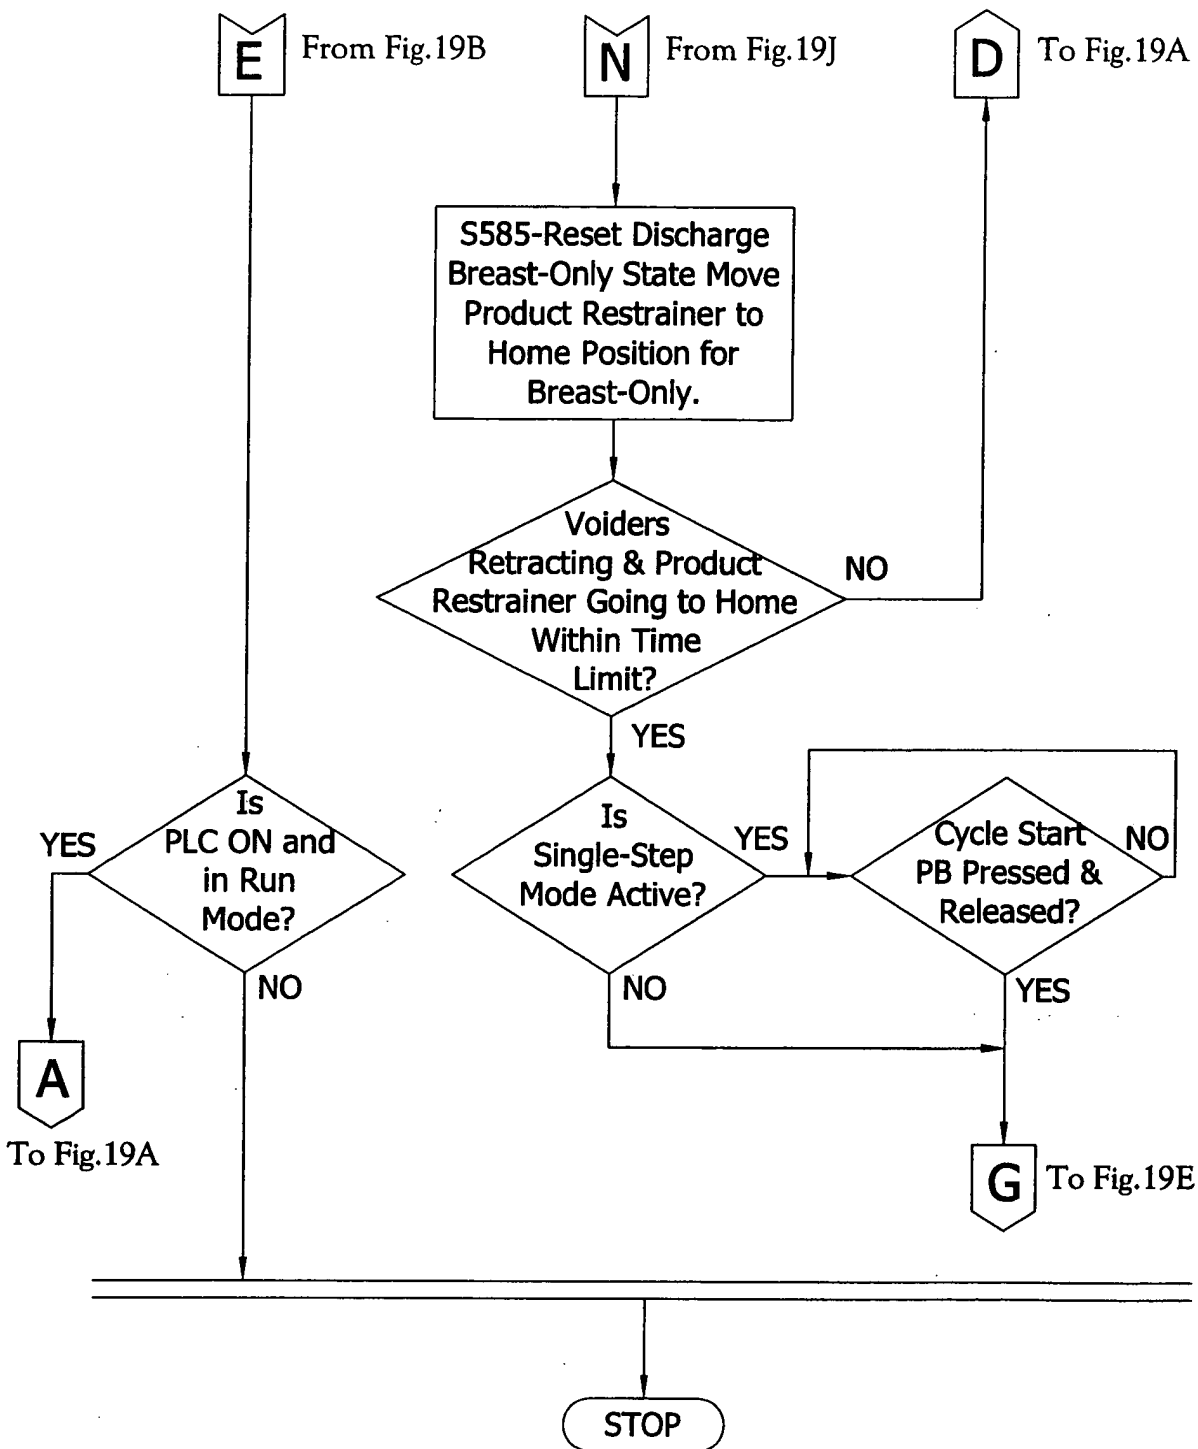 E
From Fig.19B
N
From Fig.19J
D
To Fig.19A
S585-Reset Discharge
Breast-Only State Move
Product Restrainer to
Home Position for
Breast-Only.
Voiders
Retracting & Product
Restrainer Going to Home
Within Time
Limit?
NO
YES
Is
PLC ON and
in Run
Mode?
YES
NO
Is
Single-Step
Mode Active?
YES
NO
Cycle Start
PB Pressed &
Released?
NO
YES
A
To Fig.19A
G
To Fig.19E
STOP